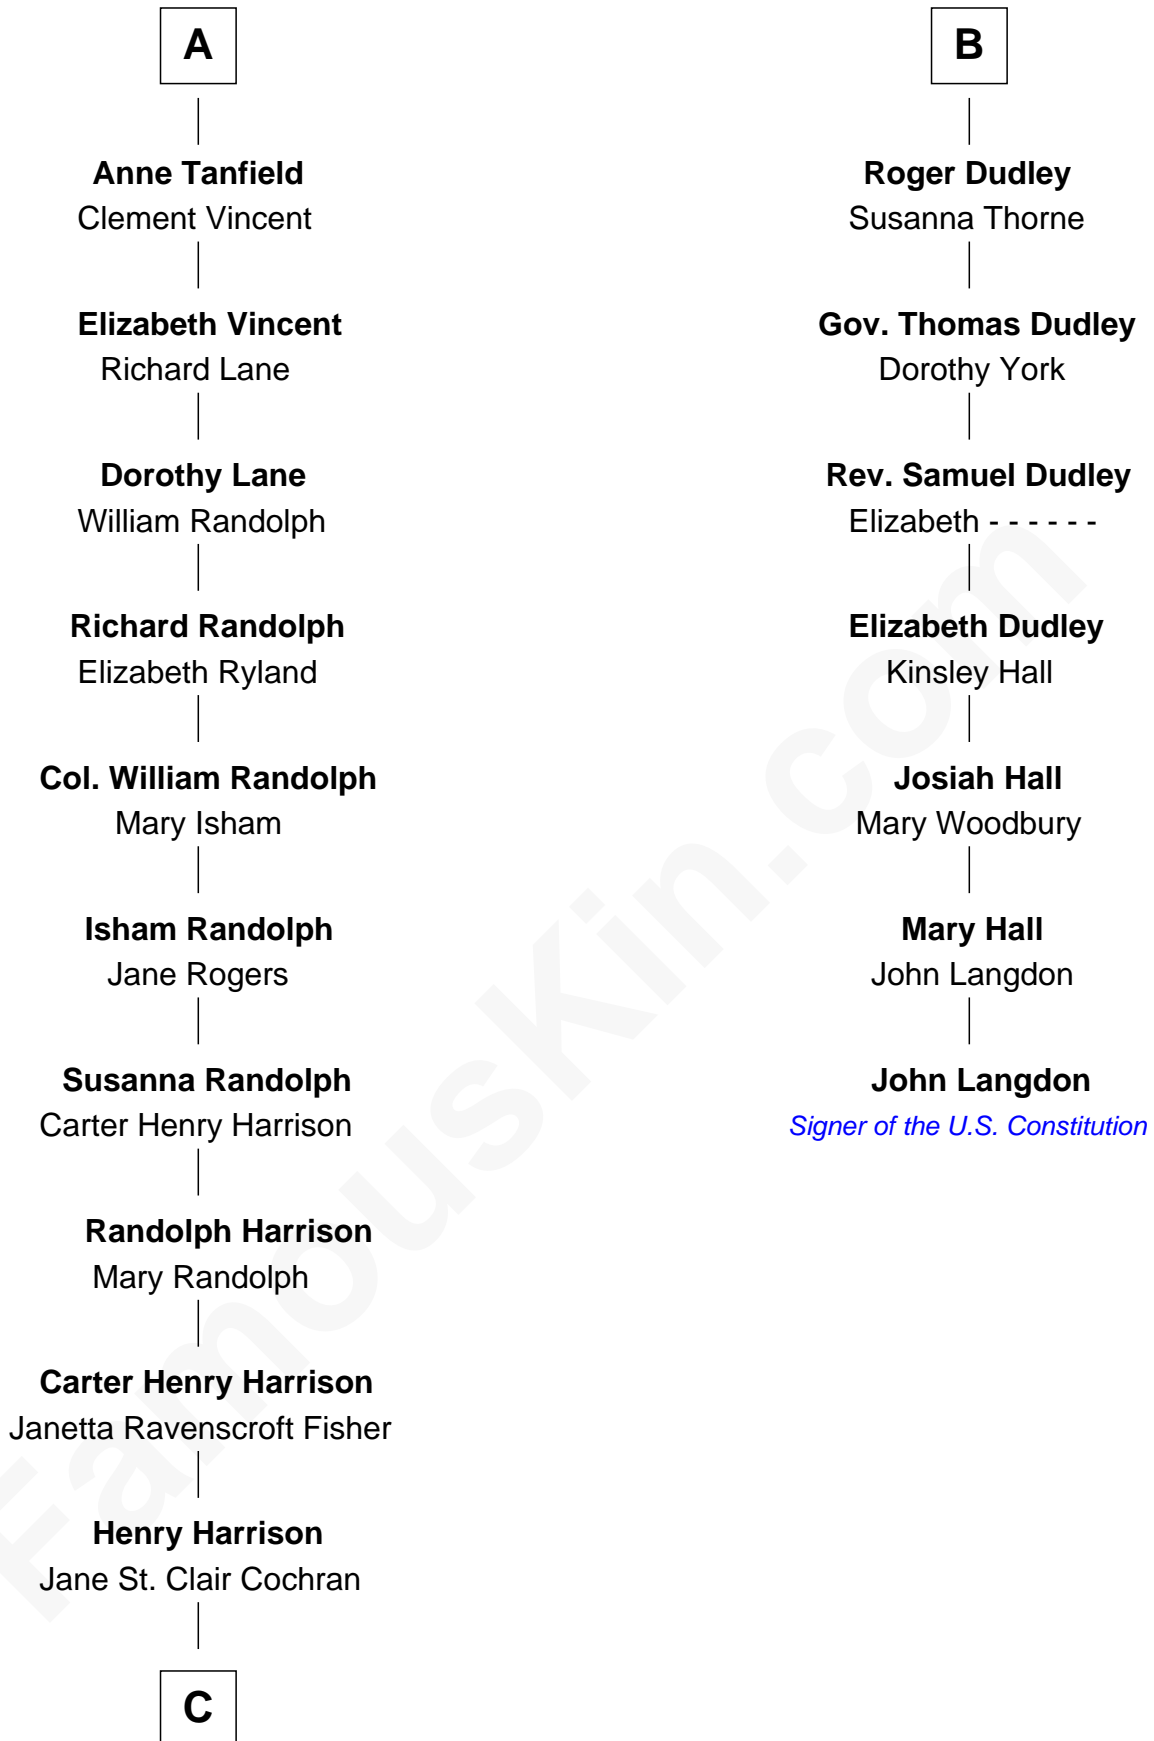 A
Anne Tanfield
Clement Vincent
Elizabeth Vincent
Richard Lane
Dorothy Lane
William Randolph
Richard Randolph
Elizabeth Ryland
Col. William Randolph
Mary Isham
Isham Randolph
Jane Rogers
Susanna Randolph
Carter Henry Harrison
Randolph Harrison
Mary Randolph
Carter Henry Harrison
Janetta Ravenscroft Fisher
Henry Harrison
Jane St. Clair Cochran
C
B
Roger Dudley
Susanna Thorne
Gov. Thomas Dudley
Dorothy York
Rev. Samuel Dudley
Elizabeth - - - - - -
Elizabeth Dudley
Kinsley Hall
Josiah Hall
Mary Woodbury
Mary Hall
John Langdon
John Langdon
Signer of the U.S. Constitution
FamousKin.com